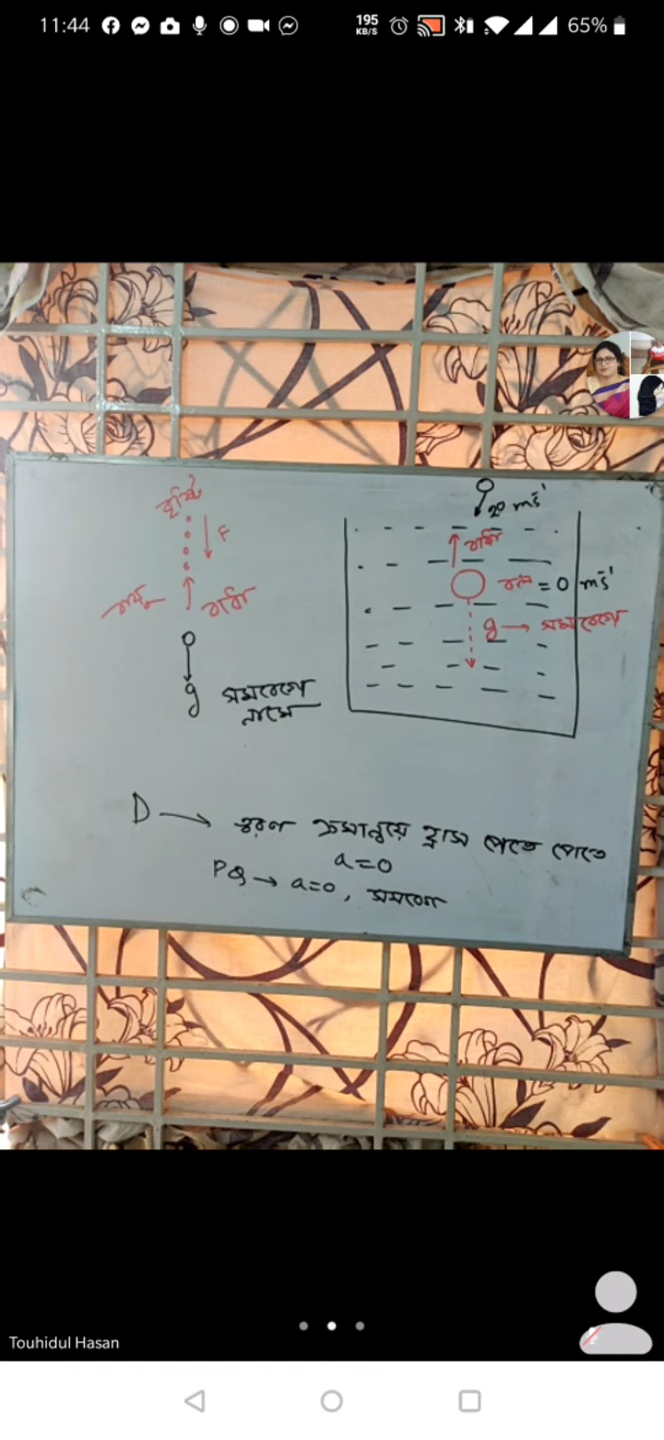 11:44
195
KB/S
65%
বৃষ্টি
F
বায়ু
বাধা
g
সমবেগে
নামে
20 ms⁻¹
বাধা
বল = 0 ms⁻¹
g → সমবেগে
D → ত্বরণ ক্রমান্বয়ে হ্রাস পেতে পেতে
a=0
PQ → a=0, সমবেগ
Touhidul Hasan